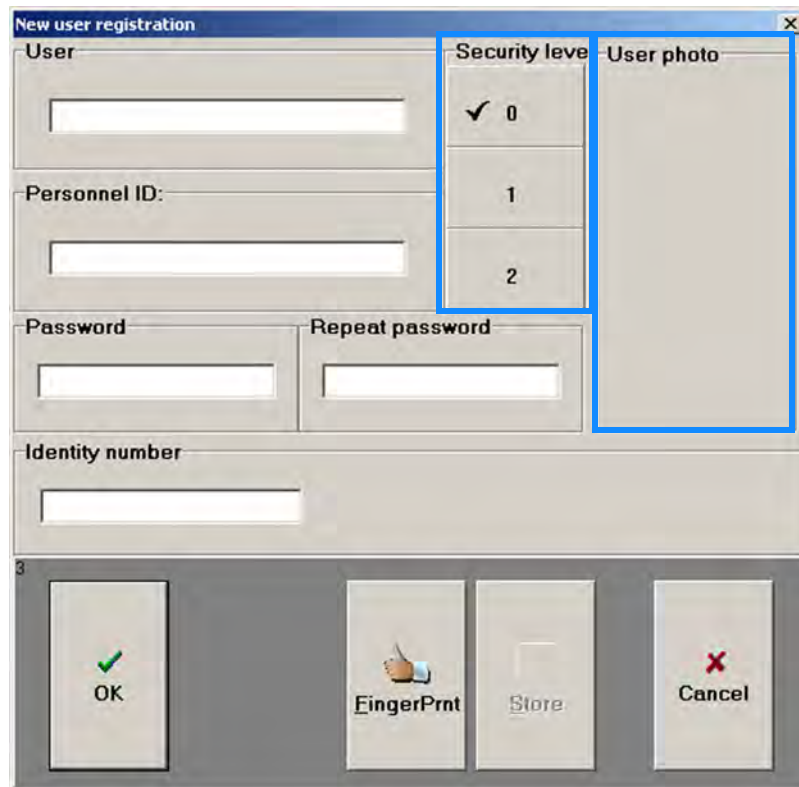 New user registration
User
Security leve
User photo
0
Personnel ID:
1
2
Password
Repeat password
Identity number
3
OK
FingerPrnt
Store
Cancel